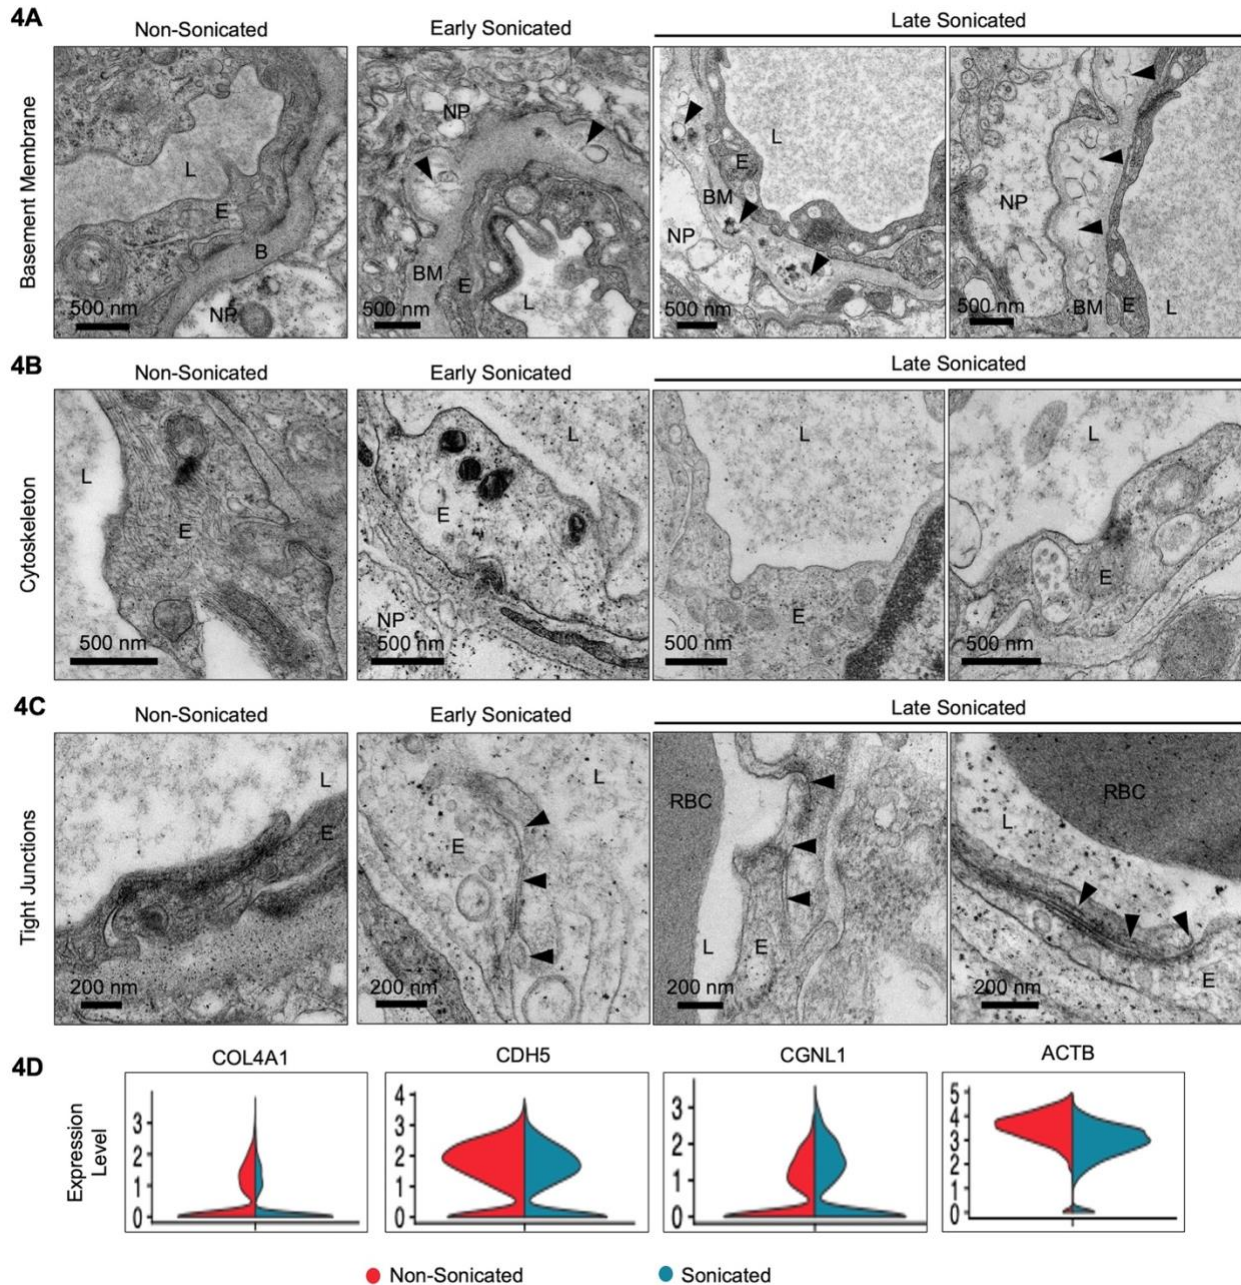 4A
Non-Sonicated
Early Sonicated
Late Sonicated
Basement Membrane
L
E
B
NP
500 nm
NP
BM
E
L
500 nm
L
E
BM
NP
500 nm
NP
BM
E
L
500 nm
4B
Non-Sonicated
Early Sonicated
Late Sonicated
Cytoskeleton
L
E
500 nm
L
E
NP
500 nm
L
E
500 nm
L
E
500 nm
4C
Non-Sonicated
Early Sonicated
Late Sonicated
Tight Junctions
L
E
200 nm
L
E
200 nm
RBC
L
E
200 nm
RBC
L
E
200 nm
4D
COL4A1
CDH5
CGNL1
ACTB
Expression
Level
3
2
1
0
4
3
2
1
0
3
2
1
0
5
4
3
2
1
0
Non-Sonicated
Sonicated